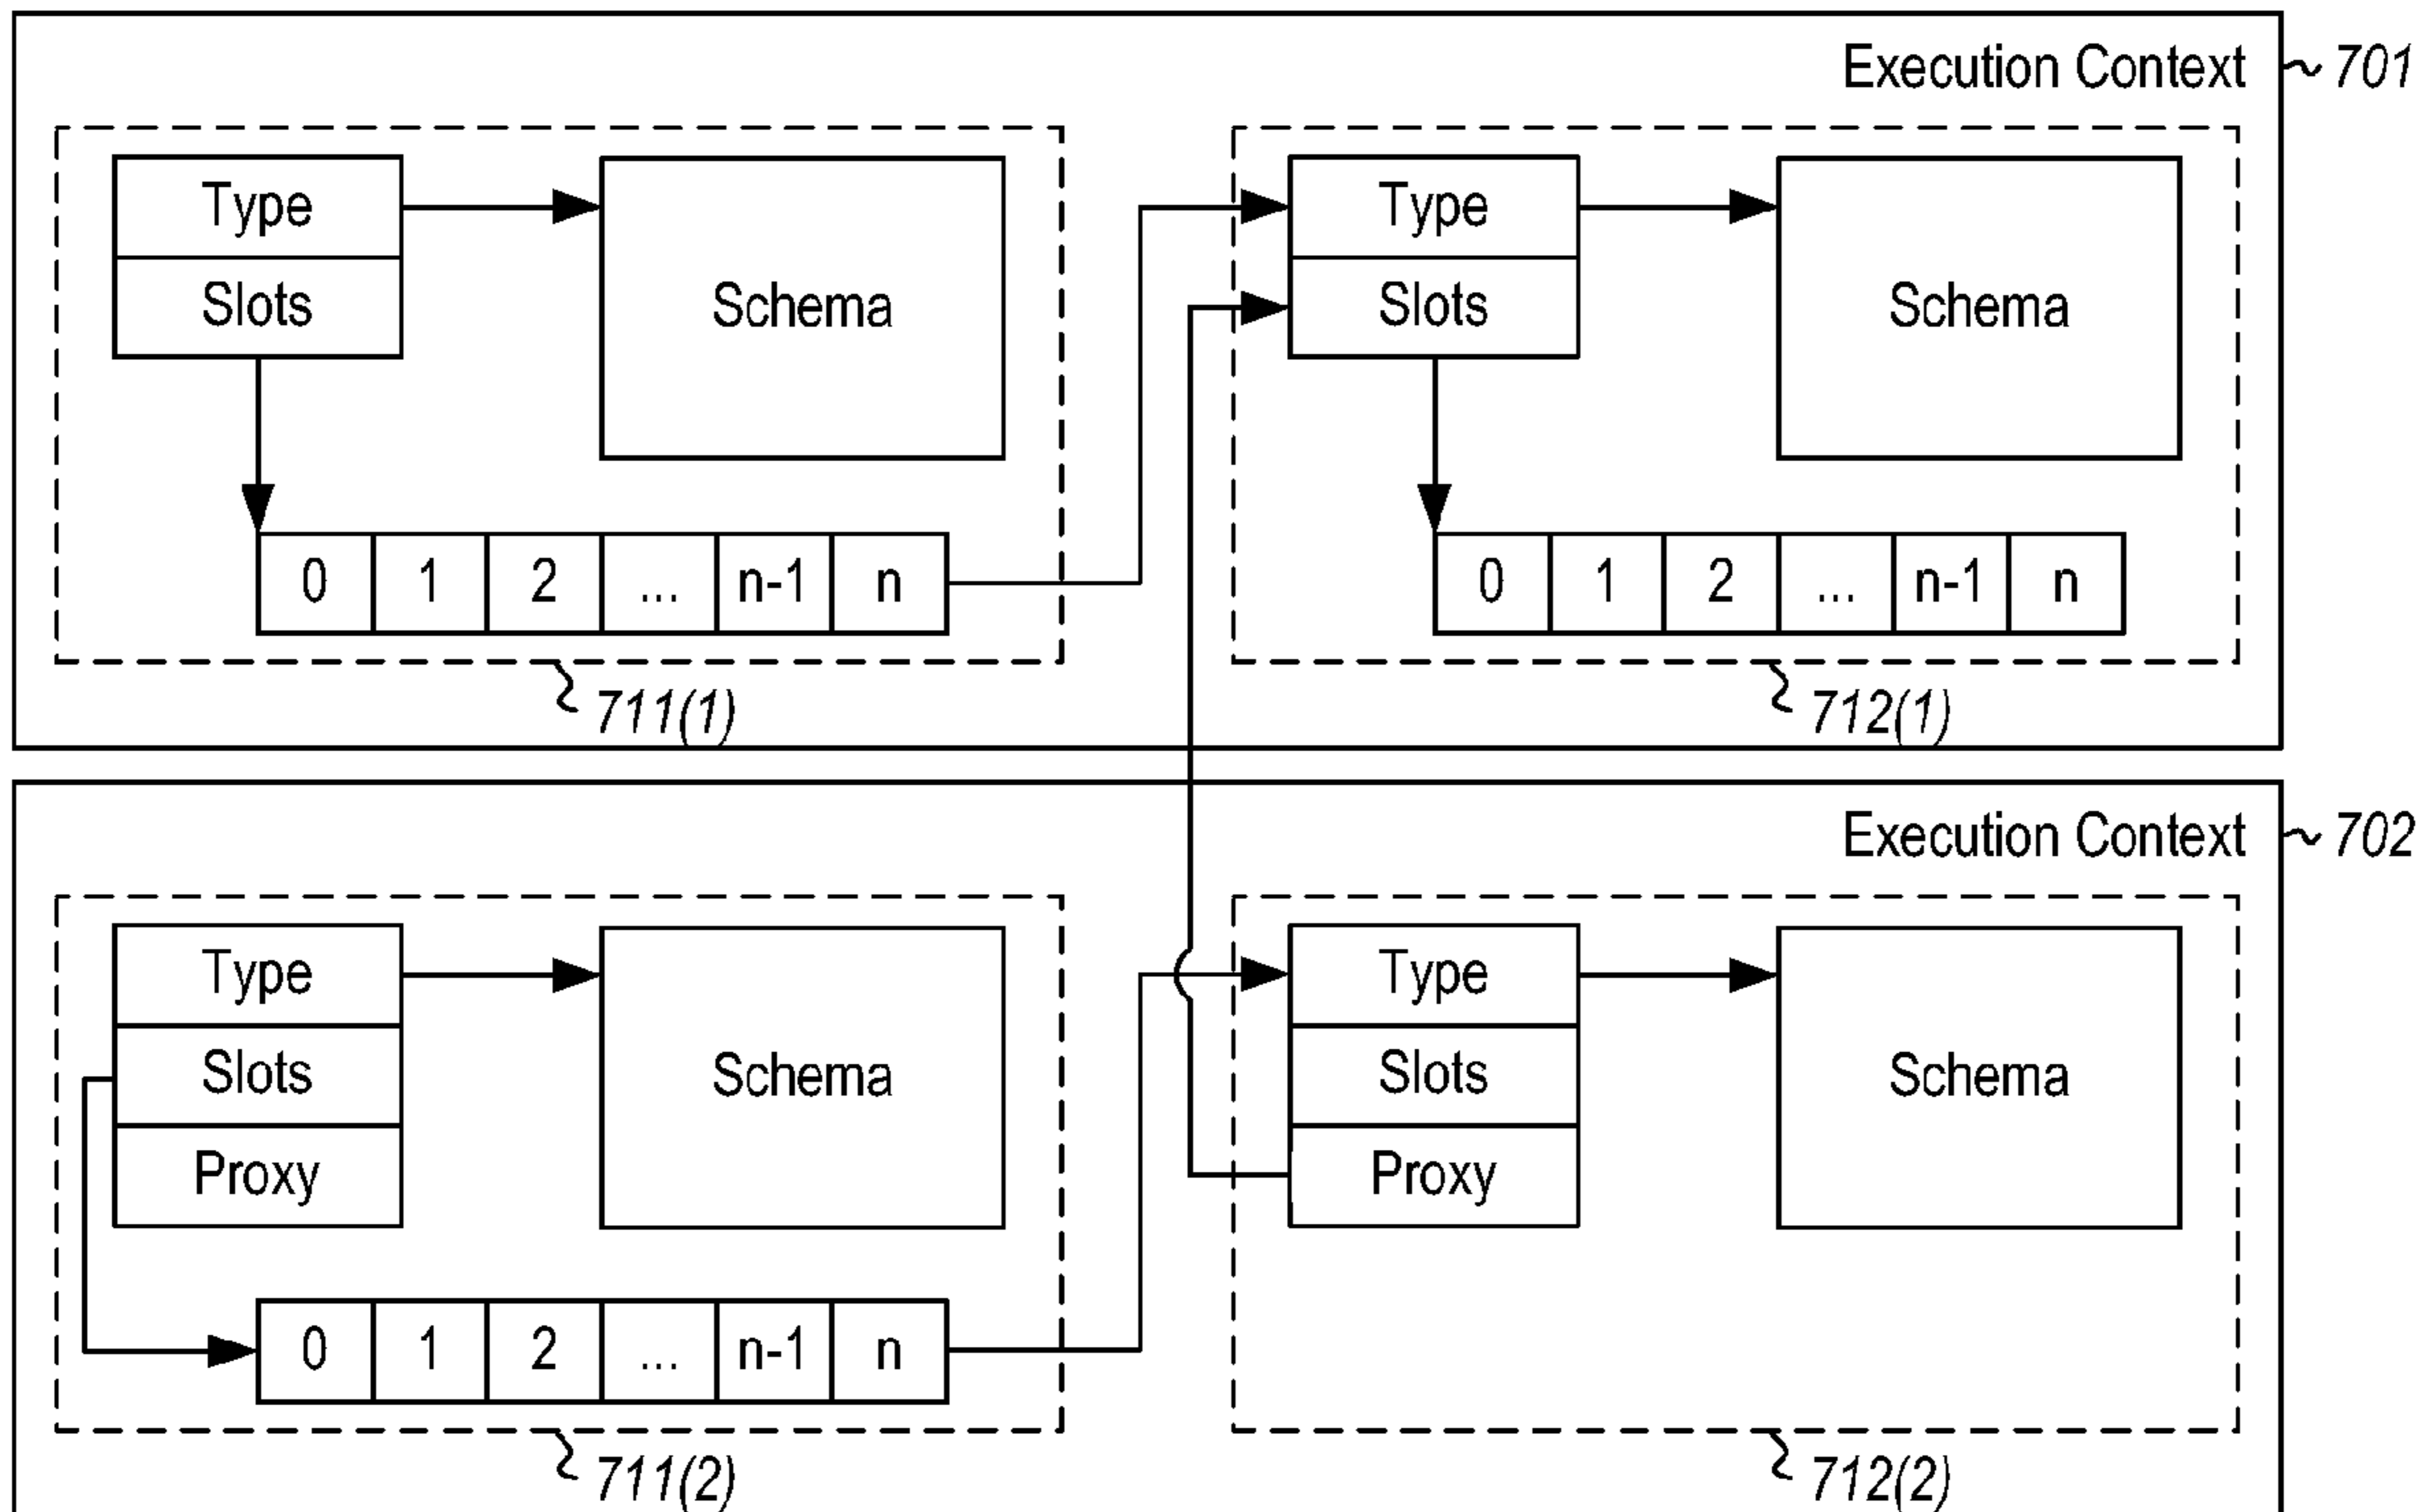 Execution Context 701
Type
Slots
Schema
0 1 2 ... n-1 n
711(1)
Type
Slots
Schema
0 1 2 ... n-1 n
712(1)
Execution Context 702
Type
Slots
Proxy
Schema
0 1 2 ... n-1 n
711(2)
Type
Slots
Proxy
Schema
712(2)